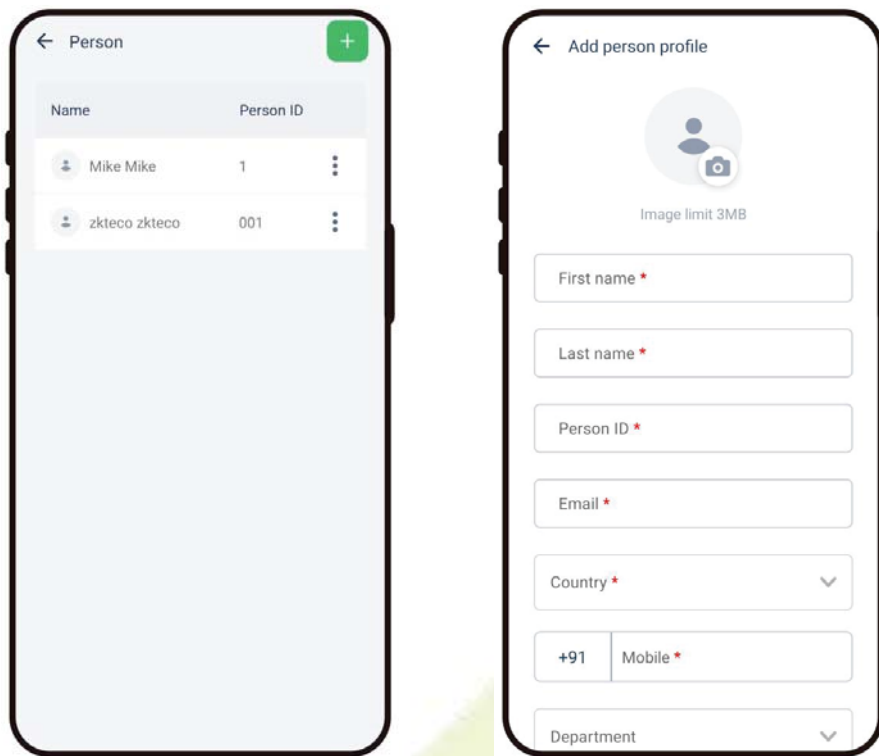 Person
+
Name Person ID
Mike Mike 1
zkteco zkteco 001
Add person profile
Image limit 3MB
First name *
Last name *
Person ID *
Email *
Country *
+91 Mobile *
Department